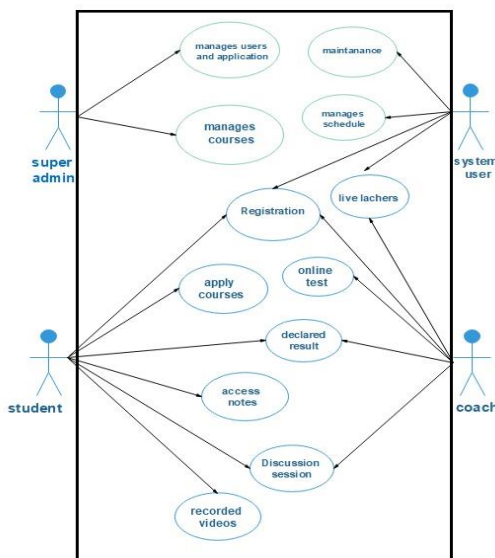 manages users
and application
maintanance
manages
courses
manages
schedule
super
admin
system
user
Registration
live lachers
apply
courses
online
test
declared
result
student
access
notes
coach
Discussion
session
recorded
videos